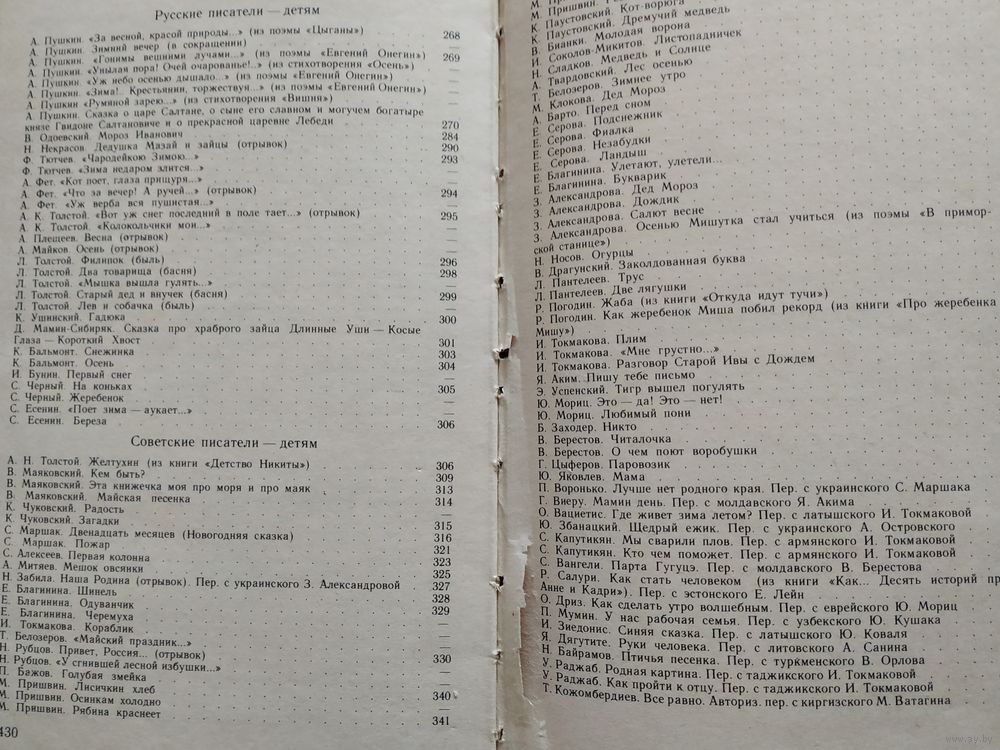 Русские писатели — детям
А. Пушкин. «За весной, красой природы...» (из поэмы «Цыганы») 268
А. Пушкин. Зимний вечер (в сокращении) —
А. Пушкин. «Гонимы вешними лучами...» (из поэмы «Евгений Онегин») 269
А. Пушкин. «Унылая пора! Очей очарованье!..» (из стихотворения «Осень») —
А. Пушкин. «Уж небо осенью дышало...» (из поэмы «Евгений Онегин») —
А. Пушкин. «Зима!.. Крестьянин, торжествуя...» (из поэмы «Евгений Онегин») —
А. Пушкин «Румяной зарею...» (из стихотворения «Вишня») —
А. Пушкин. Сказка о царе Салтане, о сыне его славном и могучем богатыре
князе Гвидоне Салтановиче и о прекрасной царевне Лебеди 270
В. Одоевский. Мороз Иванович 284
Н. Некрасов. Дедушка Мазай и зайцы (отрывок) 290
Ф. Тютчев. «Чародейкою Зимою...» 293
Ф. Тютчев. «Зима недаром злится...» —
А. Фет. «Кот поет, глаза прищуря...» —
А. Фет. «Что за вечер! А ручей...» (отрывок) 294
А. Фет. «Уж верба вся пушистая...» —
А. К. Толстой. «Вот уж снег последний в поле тает...» (отрывок) 295
А. К. Толстой. «Колокольчики мои...» —
А. Плещеев. Весна (отрывок) —
А. Майков. Осень (отрывок) —
Л. Толстой. Филипок (быль) 296
Л. Толстой. Два товарища (басня) 298
Л. Толстой. «Мышка вышла гулять...» —
Л. Толстой. Старый дед и внучек (басня) 299
Л. Толстой Лев и собачка (быль) —
К. Ушинский. Гадюка 300
Д. Мамин-Сибиряк. Сказка про храброго зайца Длинные Уши — Косые
Глаза — Короткий Хвост 301
К. Бальмонт. Снежинка 303
К. Бальмонт. Осень 304
И. Бунин. Первый снег —
С. Черный. На коньках 305
С. Черный. Жеребенок —
С. Есенин. «Поет зима — аукает...» —
С. Есенин. Береза 306
Советские писатели — детям
А. Н. Толстой. Желтухин (из книги «Детство Никиты») 306
В. Маяковский. Кем быть? 309
В. Маяковский. Эта книжечка моя про моря и про маяк 313
В. Маяковский. Майская песенка 314
К. Чуковский. Радость —
К. Чуковский. Загадки 315
С. Маршак. Двенадцать месяцев (Новогодняя сказка) 316
С. Маршак. Пожар 321
С. Алексеев. Первая колонна 323
А. Митяев. Мешок овсянки 325
Н. Забила. Наша Родина (отрывок). Пер. с украинского З. Александровой 327
Е. Благинина. Шинель 328
Е. Благинина. Одуванчик 329
Е. Благинина. Черемуха —
И. Токмакова. Кораблик —
Т. Белозеров. «Майский праздник...» —
Н. Рубцов. Привет, Россия... (отрывок) —
Н. Рубцов. «У сгнившей лесной избушки...» 330
П. Бажов. Голубая змейка —
М. Пришвин. Лисичкин хлеб —
М. Пришвин. Осинкам холодно 340
М. Пришвин. Рябина краснеет 341
430
М. Пришвин.
К. Паустовский. Кот-ворюга
К. Паустовский. Дремучий медведь
В. Бианки. Молодая ворона
И. Соколов-Микитов. Листопадничек
Н. Сладков. Медведь и Солнце
А. Твардовский. Лес осенью
Т. Белозеров. Зимнее утро
М. Клокова. Дед Мороз
А. Барто. Перед сном
Е. Серова. Подснежник
Е. Серова. Фиалка
Е. Серова. Незабудки
Е. Серова. Ландыш
Е. Благинина. Улетают, улетели...
Е. Благинина. Букварик
З. Александрова. Дед Мороз
З. Александрова. Дождик
З. Александрова. Салют весне
З. Александрова. Осенью Мишутка стал учиться (из поэмы «В примор-
ской станице»)
Н. Носов. Огурцы
В. Драгунский. Заколдованная буква
Л. Пантелеев. Трус
Л. Пантелеев. Две лягушки
Р. Погодин. Жаба (из книги «Откуда идут тучи»)
Р. Погодин. Как жеребенок Миша побил рекорд (из книги «Про жеребенка
Мишу»)
И. Токмакова. Плим
И. Токмакова. «Мне грустно...»
И. Токмакова. Разговор Старой Ивы с Дождем
Я. Аким. Пишу тебе письмо
Э. Успенский. Тигр вышел погулять
Ю. Мориц. Это — да! Это — нет!
Ю. Мориц. Любимый пони
Б. Заходер. Никто
В. Берестов. Читалочка
В. Берестов. О чем поют воробушки
Г. Цыферов. Паровозик
Ю. Яковлев. Мама
П. Воронько. Лучше нет родного края. Пер. с украинского С. Маршака
Г. Виеру. Мамин день. Пер. с молдавского Я. Акима
О. Вациетис. Где живет зима летом? Пер. с латышского И. Токмаковой
Ю. Збанацкий. Щедрый ежик. Пер. с украинского А. Островского
С. Капутикян. Мы сварили плов. Пер. с армянского И. Токмаковой
С. Капутикян. Кто чем поможет. Пер. с армянского И. Токмаковой
С. Вангели. Парта Гугуцэ. Пер. с молдавского В. Берестова
Р. Салури. Как стать человеком (из книги «Как... Десять историй пр
Анне и Кадри»). Пер. с эстонского Е. Лейн
О. Дриз. Как сделать утро волшебным. Пер. с еврейского Ю. Мориц
П. Мумин. У нас рабочая семья. Пер. с узбекского Ю. Кушака
И. Зиедонис. Синяя сказка. Пер. с латышского Ю. Коваля
Я. Дягутите. Руки человека. Пер. с литовского А. Санина
Н. Байрамов. Птичья песенка. Пер. с туркменского В. Орлова
У. Раджаб. Родная картина. Пер. с таджикского И. Токмаковой
У. Раджаб. Как пройти к отцу. Пер. с таджикского И. Токмаковой
Т. Кожомбердиев. Все равно. Авториз. пер. с киргизского М. Ватагина
www.ay.by